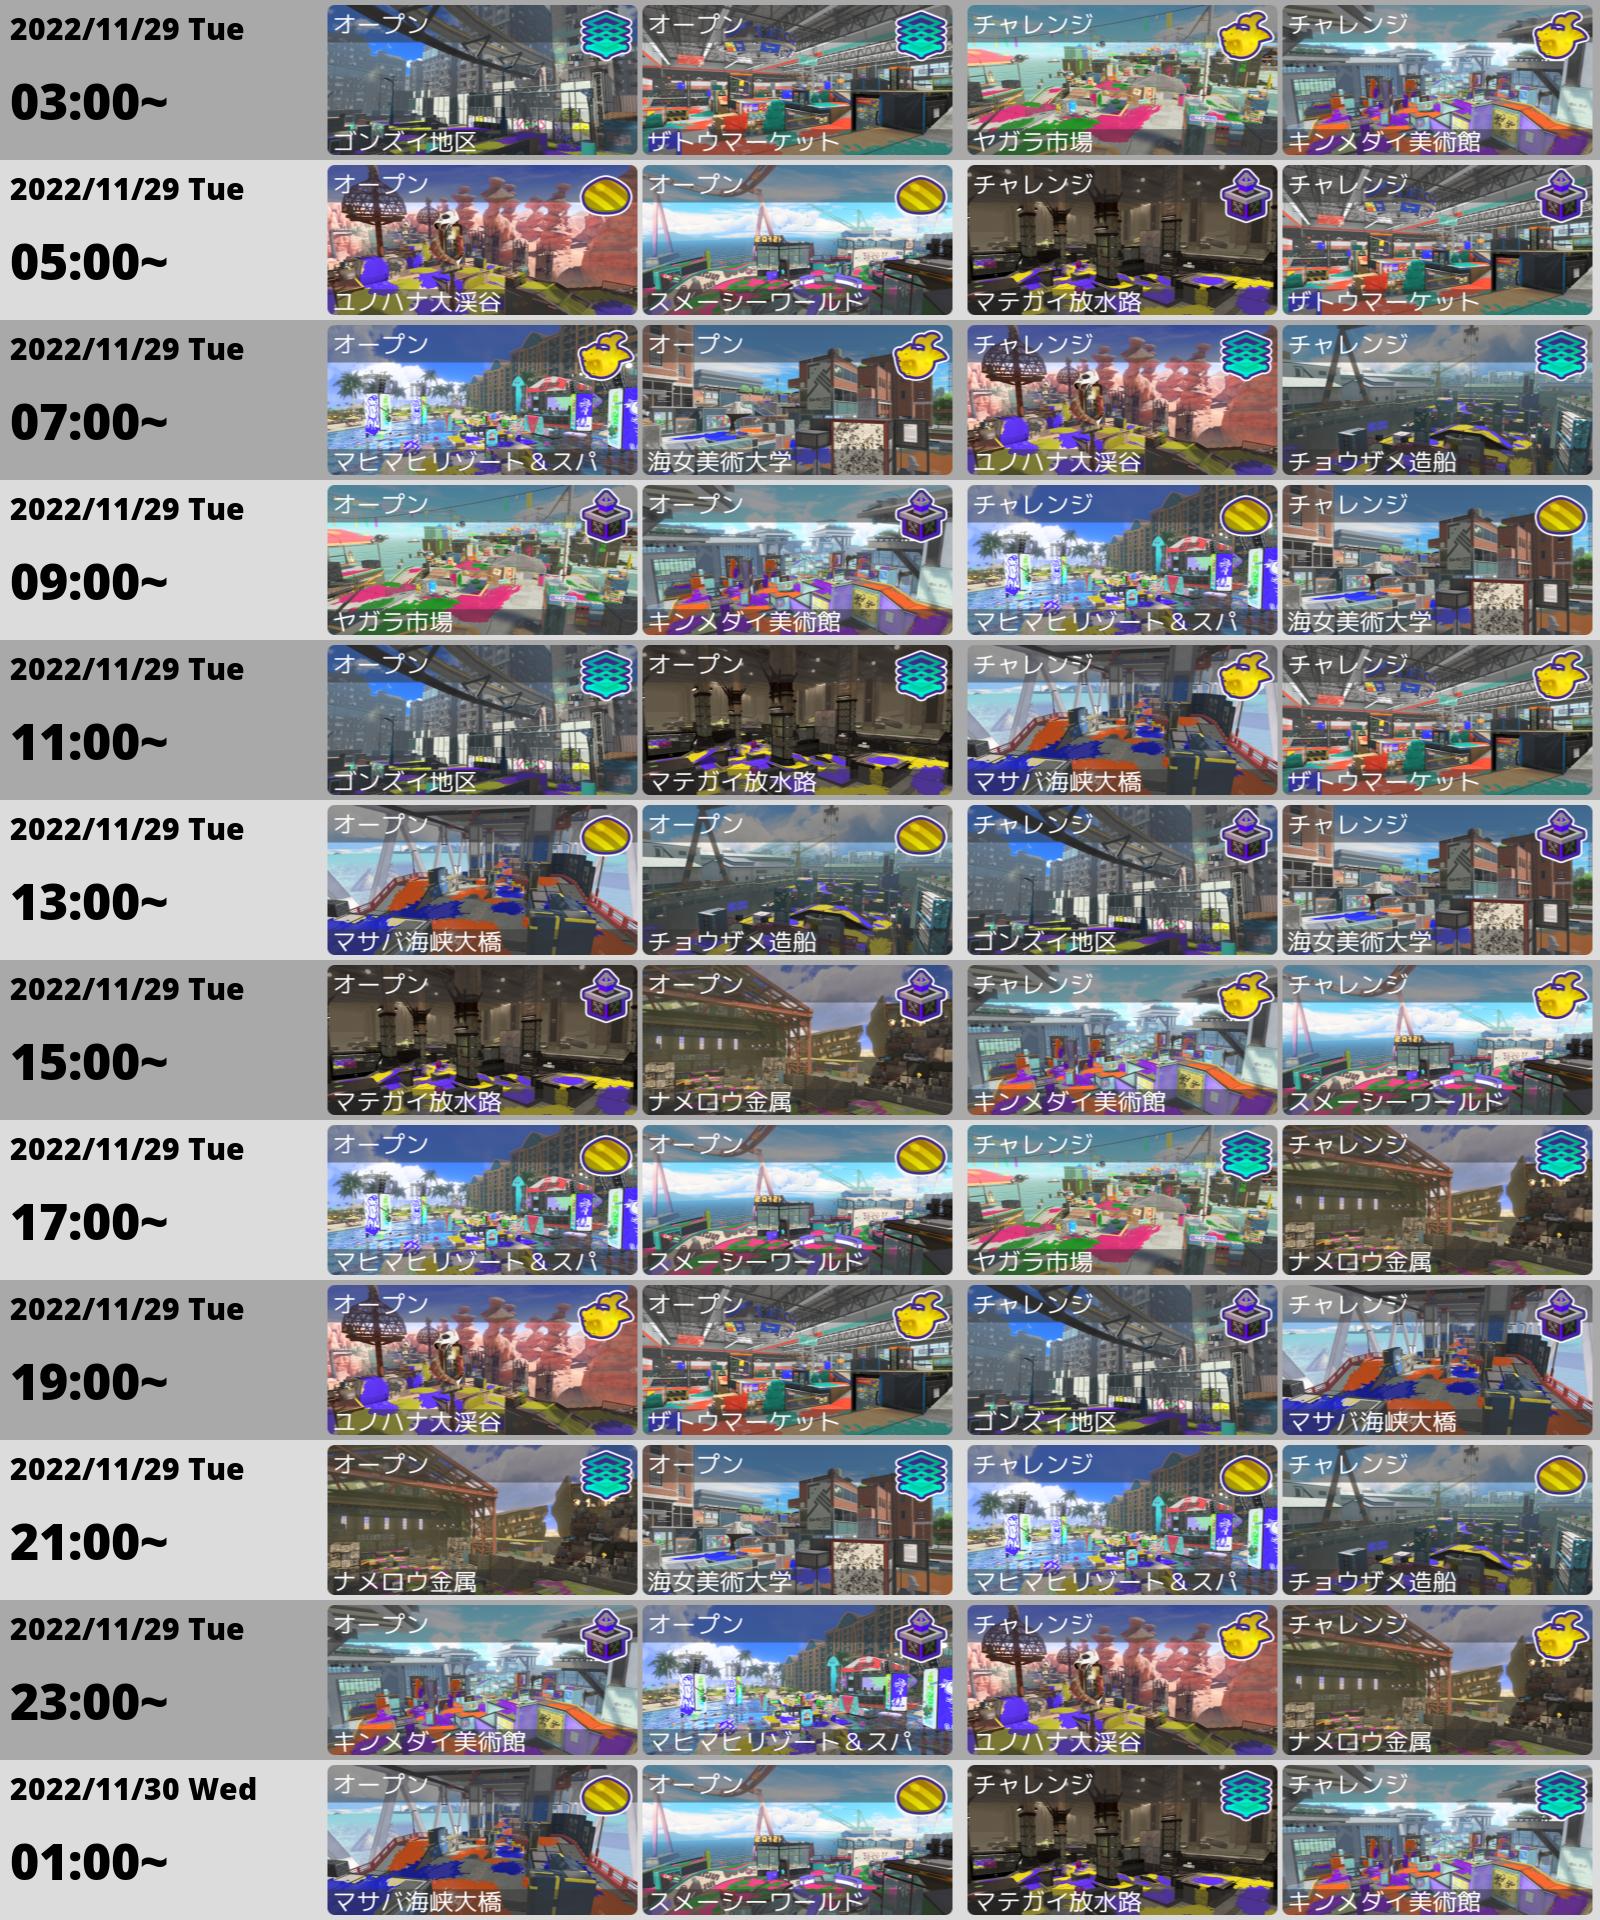 2022/11/29 Tue
03:00~
オープン
ゴンズイ地区
オープン
ザトウマーケット
チャレンジ
ヤガラ市場
チャレンジ
キンメダイ美術館
2022/11/29 Tue
05:00~
オープン
ユノハナ大渓谷
オープン
スメーシーワールド
チャレンジ
マテガイ放水路
チャレンジ
ザトウマーケット
2022/11/29 Tue
07:00~
オープン
マヒマヒリゾート＆スパ
オープン
海女美術大学
チャレンジ
ユノハナ大渓谷
チャレンジ
チョウザメ造船
2022/11/29 Tue
09:00~
オープン
ヤガラ市場
オープン
キンメダイ美術館
チャレンジ
マヒマヒリゾート＆スパ
チャレンジ
海女美術大学
2022/11/29 Tue
11:00~
オープン
ゴンズイ地区
オープン
マテガイ放水路
チャレンジ
マサバ海峡大橋
チャレンジ
ザトウマーケット
2022/11/29 Tue
13:00~
オープン
マサバ海峡大橋
オープン
チョウザメ造船
チャレンジ
ゴンズイ地区
チャレンジ
海女美術大学
2022/11/29 Tue
15:00~
オープン
マテガイ放水路
オープン
ナメロウ金属
チャレンジ
キンメダイ美術館
チャレンジ
スメーシーワールド
2022/11/29 Tue
17:00~
オープン
マヒマヒリゾート＆スパ
オープン
スメーシーワールド
チャレンジ
ヤガラ市場
チャレンジ
ナメロウ金属
2022/11/29 Tue
19:00~
オープン
ユノハナ大渓谷
オープン
ザトウマーケット
チャレンジ
ゴンズイ地区
チャレンジ
マサバ海峡大橋
2022/11/29 Tue
21:00~
オープン
ナメロウ金属
オープン
海女美術大学
チャレンジ
マヒマヒリゾート＆スパ
チャレンジ
チョウザメ造船
2022/11/29 Tue
23:00~
オープン
キンメダイ美術館
オープン
マヒマヒリゾート＆スパ
チャレンジ
ユノハナ大渓谷
チャレンジ
ナメロウ金属
2022/11/30 Wed
01:00~
オープン
マサバ海峡大橋
オープン
スメーシーワールド
チャレンジ
マテガイ放水路
チャレンジ
キンメダイ美術館